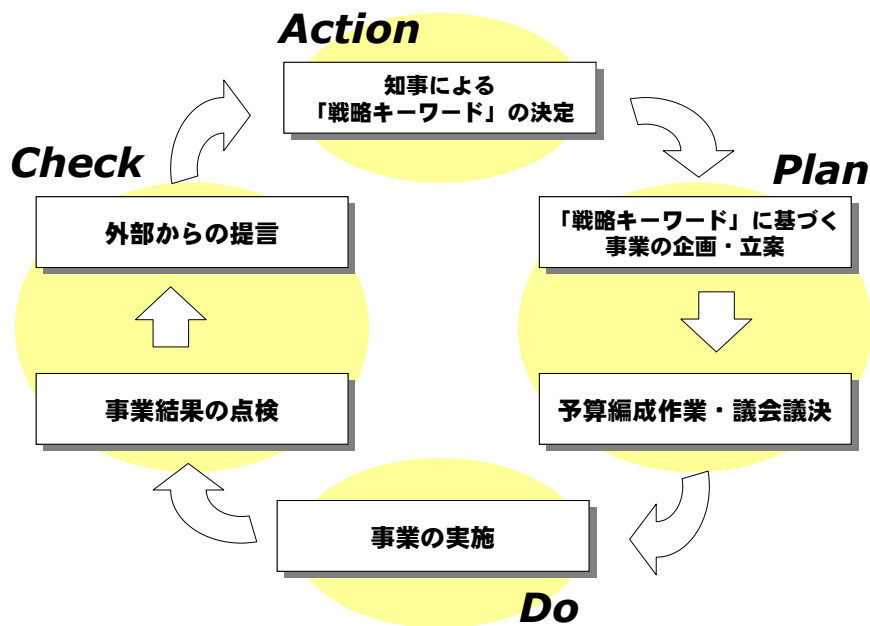 Action
知事による
「戦略キーワード」の決定
Plan
「戦略キーワード」に基づく
事業の企画・立案
予算編成作業・議会議決
Do
事業の実施
Check
事業結果の点検
外部からの提言